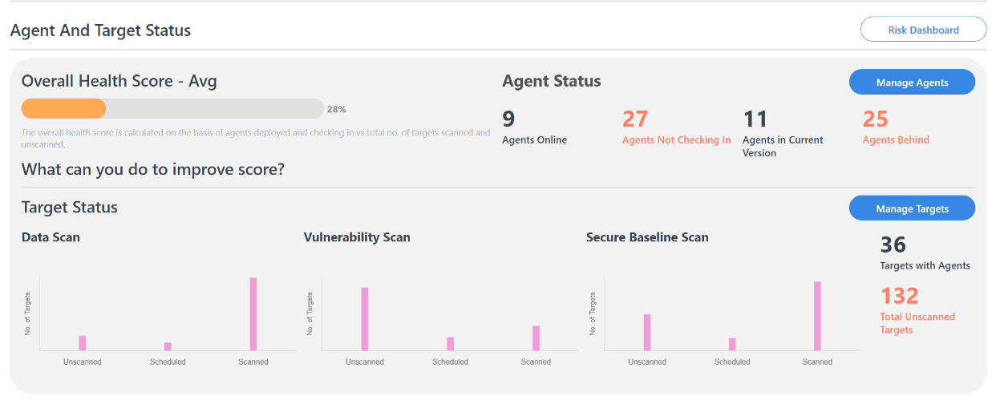 Agent And Target Status
Risk Dashboard
Overall Health Score - Avg
28%
The overall health score is calculated on the basis of agents deployed and checking in vs total no. of targets scanned and
unscanned.
What can you do to improve score?
Agent Status
Manage Agents
9
Agents Online
27
Agents Not Checking In
11
Agents in Current
Version
25
Agents Behind
Target Status
Manage Targets
Data Scan
No. of Targets
Unscanned
Scheduled
Scanned
Vulnerability Scan
No. of Targets
Unscanned
Scheduled
Scanned
Secure Baseline Scan
No. of Targets
Unscanned
Scheduled
Scanned
36
Targets with Agents
132
Total Unscanned
Targets